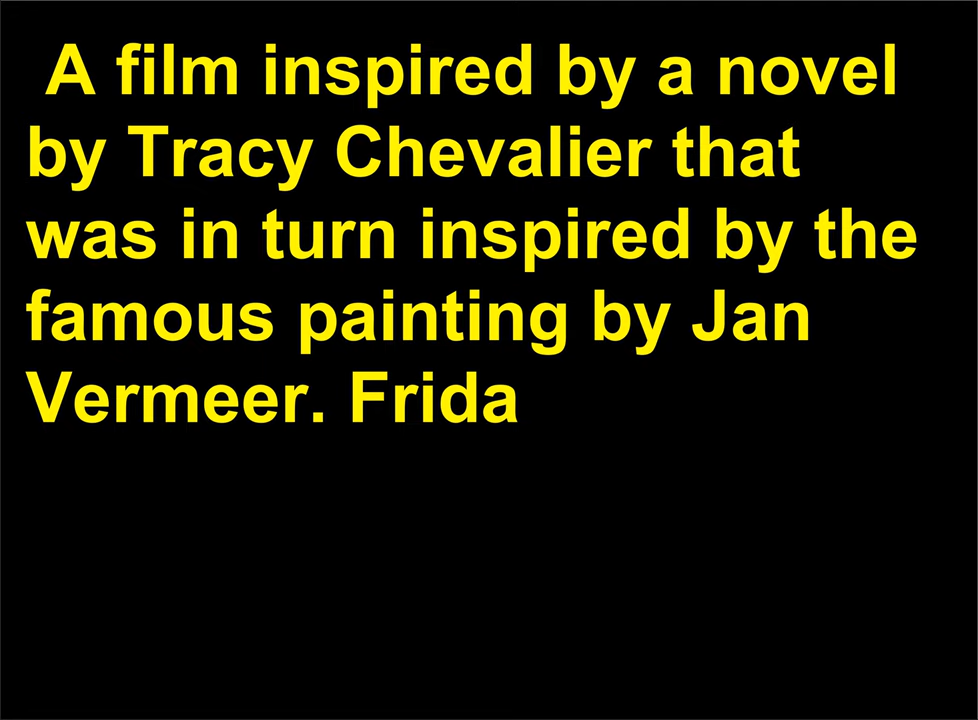 A film inspired by a novel
by Tracy Chevalier that
was in turn inspired by the
famous painting by Jan
Vermeer. Frida